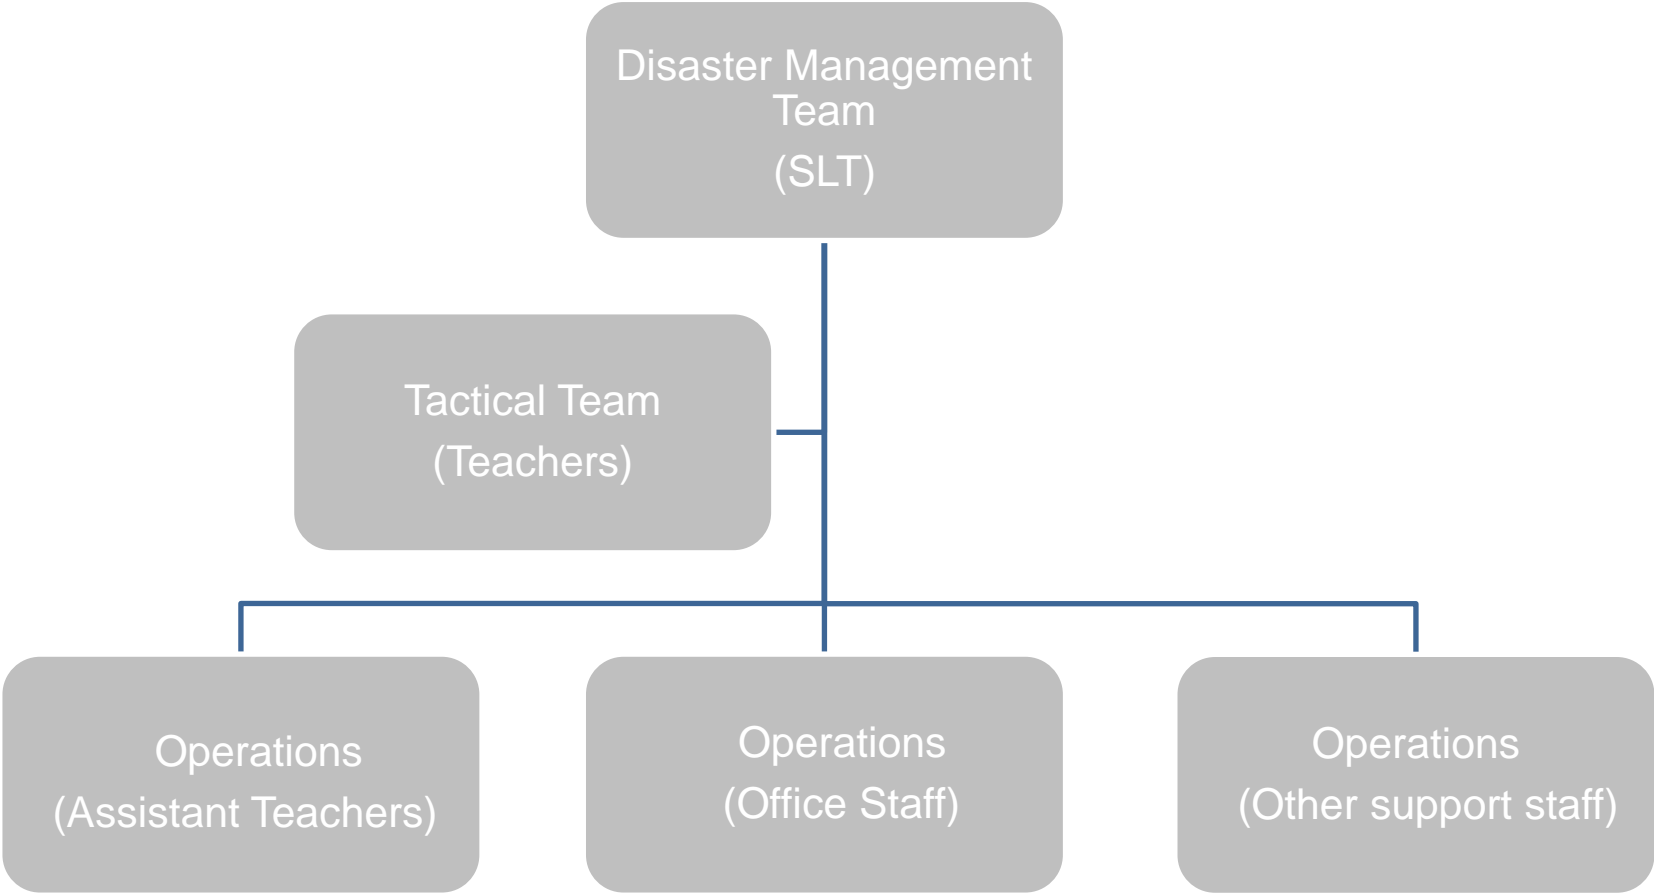 Disaster Management
Team
(SLT)
Tactical Team
(Teachers)
Operations
(Assistant Teachers)
Operations
(Office Staff)
Operations
(Other support staff)